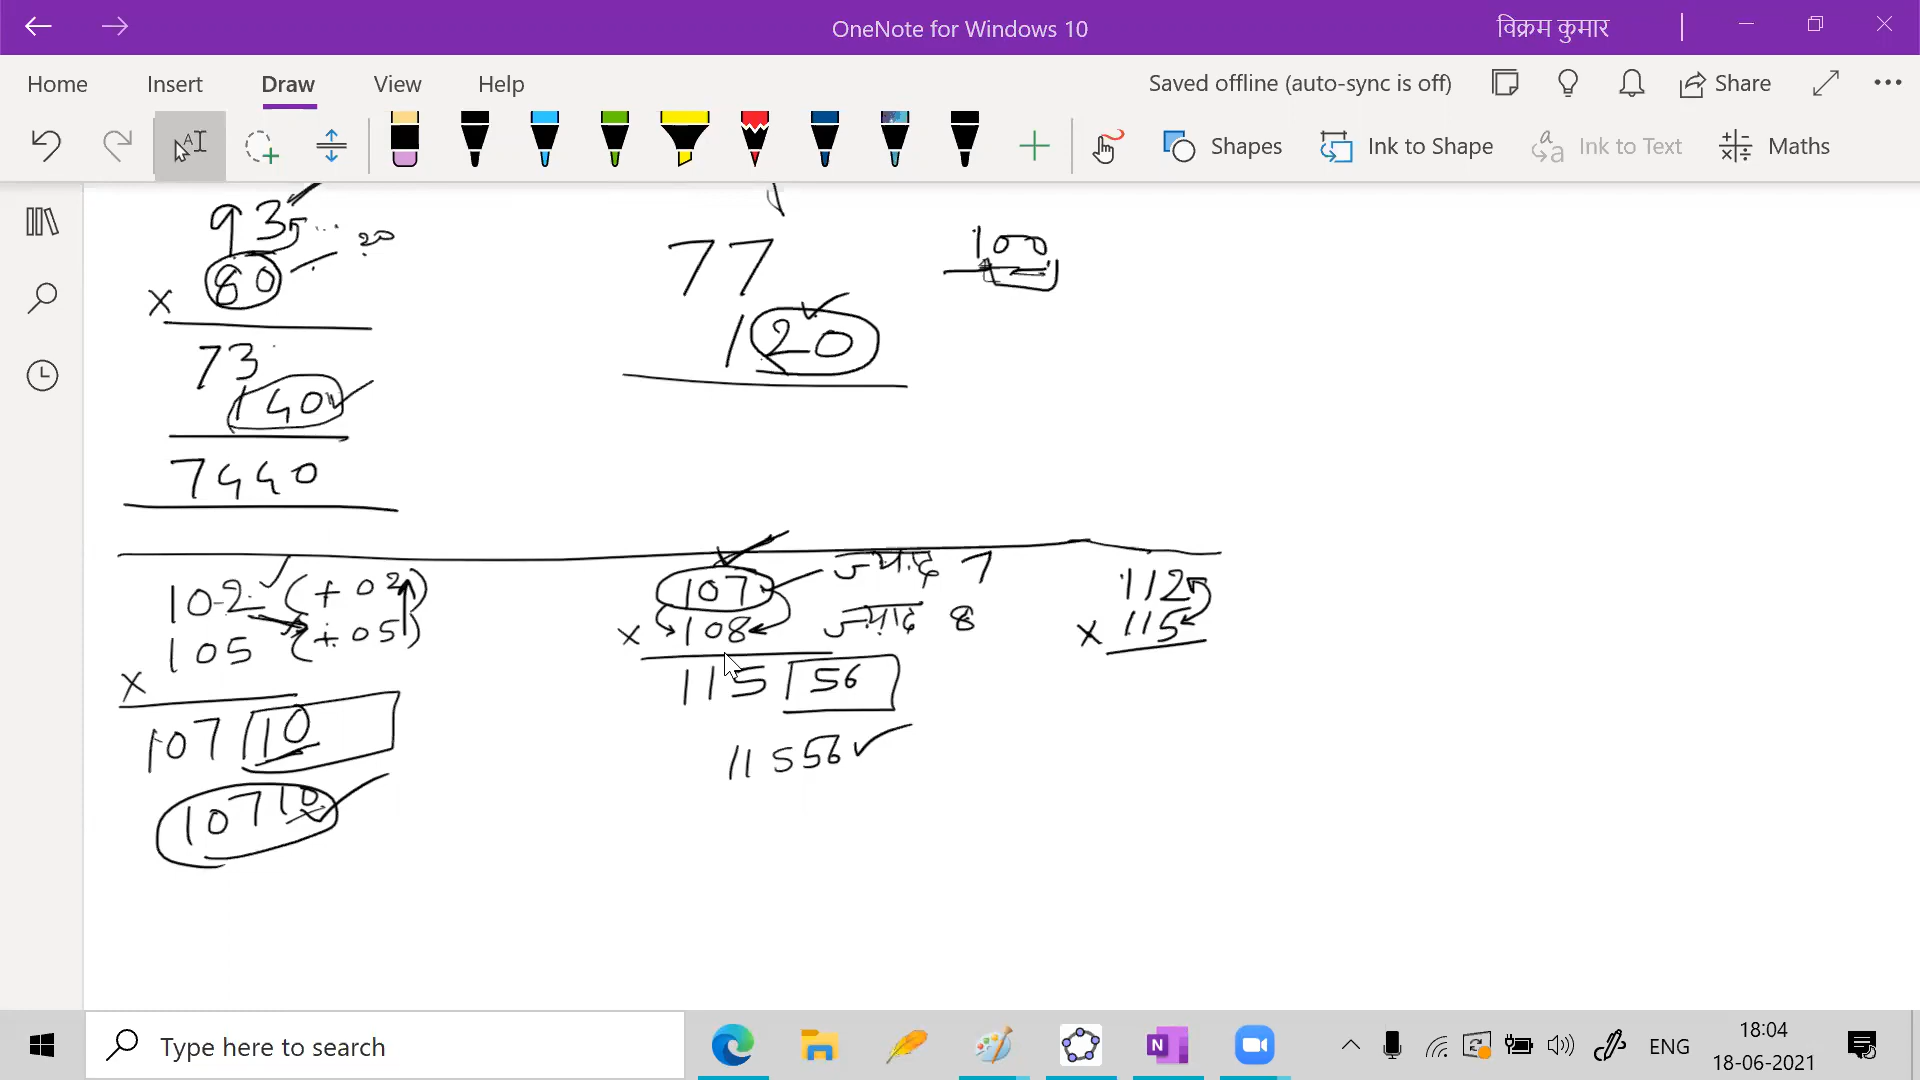 OneNote for Windows 10
विक्रम कुमार
Home Insert Draw View Help
Saved offline (auto-sync is off)
Share
Shapes
Ink to Shape
Ink to Text
Maths
93
20
× 80
73
140
7440
77
120
100
102 (+02)
× 105 (+05)
107 10
10710
107 7
× 108 8
115 56
11556
112
× 115
Type here to search
ENG
18:04
18-06-2021